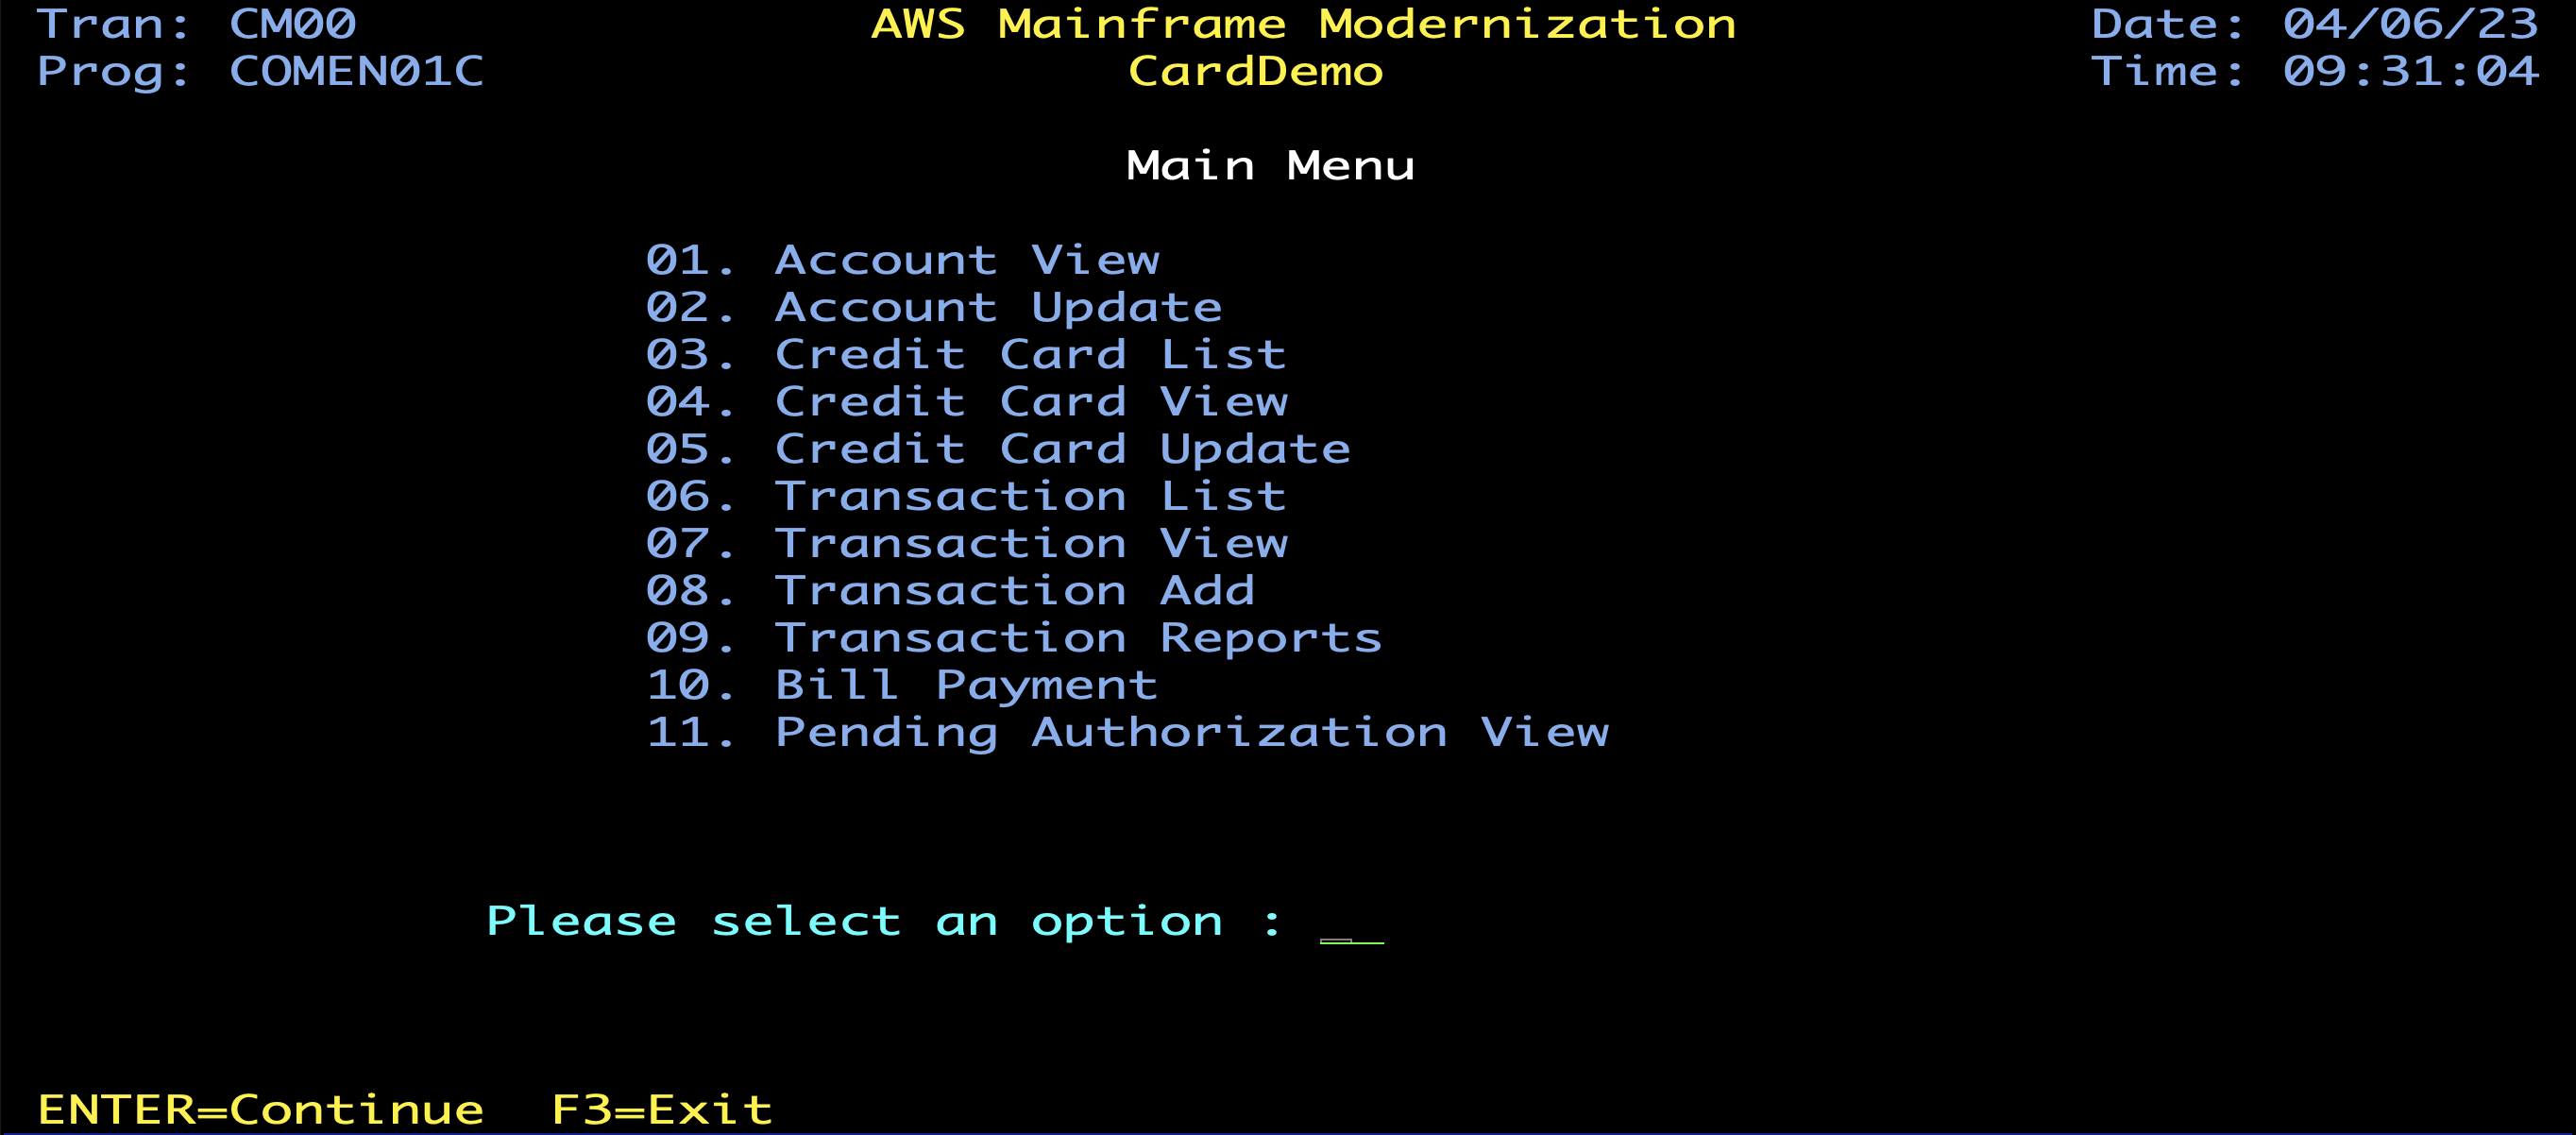 Tran: CM00 AWS Mainframe Modernization Date: 04/06/23
Prog: COMEN01C CardDemo Time: 09:31:04
Main Menu
01. Account View
02. Account Update
03. Credit Card List
04. Credit Card View
05. Credit Card Update
06. Transaction List
07. Transaction View
08. Transaction Add
09. Transaction Reports
10. Bill Payment
11. Pending Authorization View
Please select an option :
ENTER=Continue F3=Exit